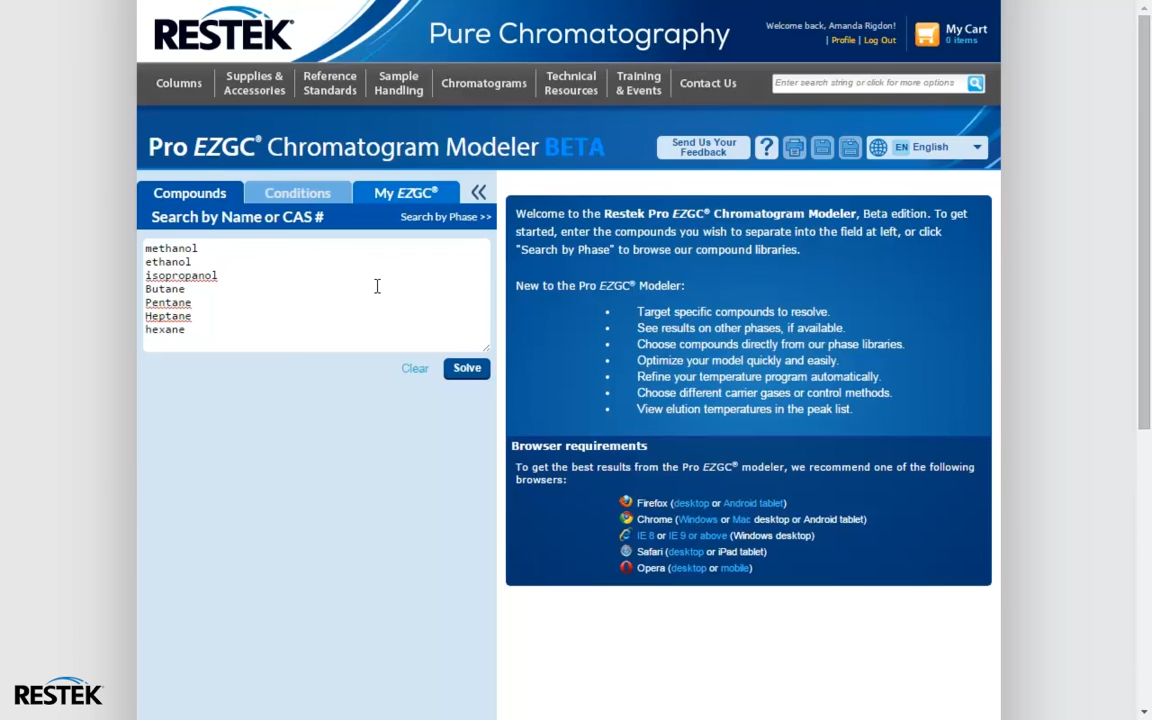 RESTEK
Pure Chromatography
Welcome back, Amanda Rigdon!
| Profile | Log Out
My Cart
0 items
Columns
Supplies & Accessories
Reference Standards
Sample Handling
Chromatograms
Technical Resources
Training & Events
Contact Us
Enter search string or click for more options
Pro EZGC® Chromatogram Modeler BETA
Send Us Your Feedback
?
EN English
Compounds
Conditions
My EZGC®
«
Search by Name or CAS #
Search by Phase >>
methanol
ethanol
isopropanol
Butane
Pentane
Heptane
hexane
Clear
Solve
Welcome to the Restek Pro EZGC® Chromatogram Modeler, Beta edition. To get
started, enter the compounds you wish to separate into the field at left, or click
"Search by Phase" to browse our compound libraries.
New to the Pro EZGC® Modeler:
• Target specific compounds to resolve.
• See results on other phases, if available.
• Choose compounds directly from our phase libraries.
• Optimize your model quickly and easily.
• Refine your temperature program automatically.
• Choose different carrier gases or control methods.
• View elution temperatures in the peak list.
Browser requirements
To get the best results from the Pro EZGC® modeler, we recommend one of the following
browsers:
Firefox (desktop or Android tablet)
Chrome (Windows or Mac desktop or Android tablet)
IE 8 or IE 9 or above (Windows desktop)
Safari (desktop or iPad tablet)
Opera (desktop or mobile)
RESTEK